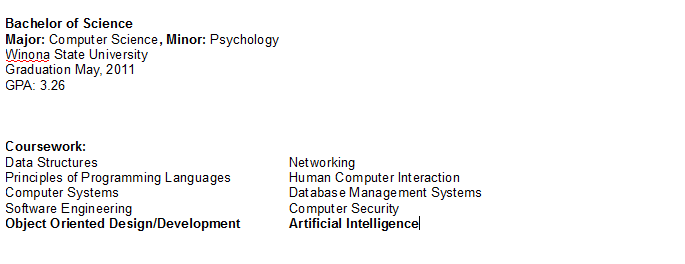 Bachelor of Science
Major: Computer Science, Minor: Psychology
Winona State University
Graduation May, 2011
GPA: 3.26
Coursework:
Data Structures Networking
Principles of Programming Languages Human Computer Interaction
Computer Systems Database Management Systems
Software Engineering Computer Security
Object Oriented Design/Development Artificial Intelligence